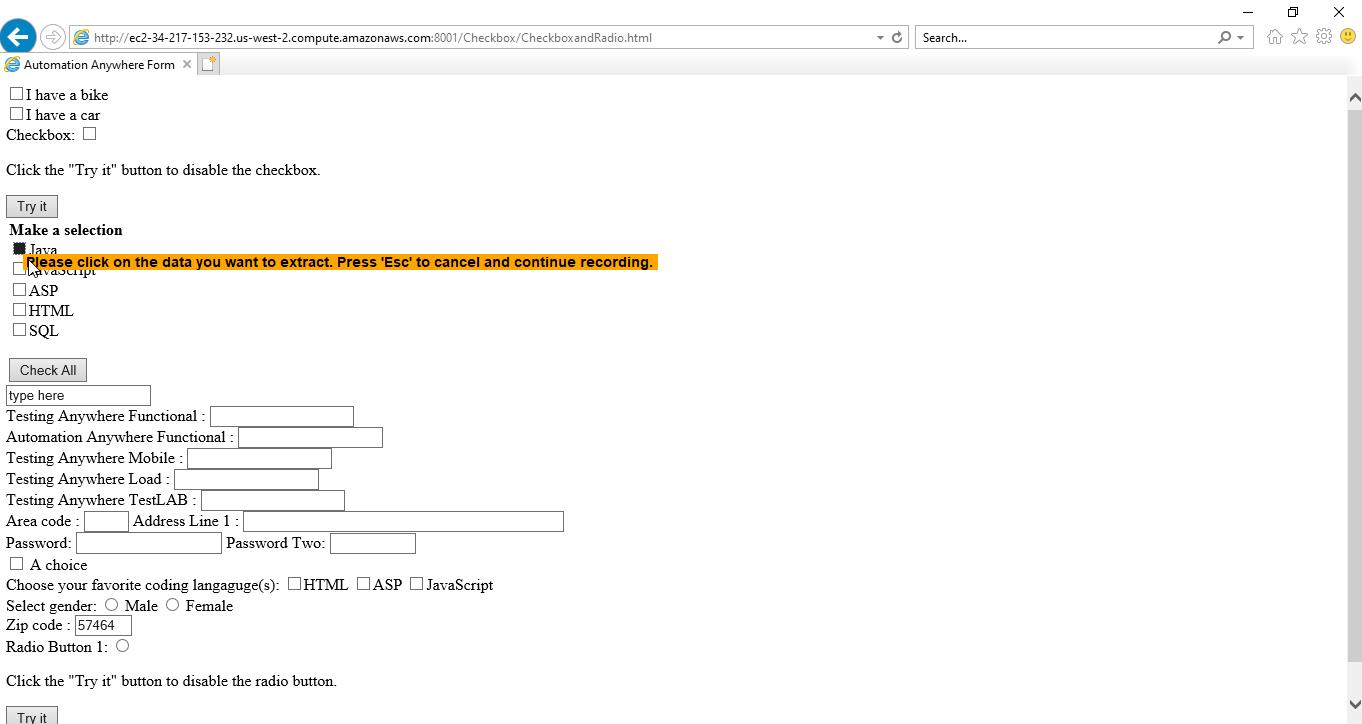 http://ec2-34-217-153-232.us-west-2.compute.amazonaws.com:8001/Checkbox/CheckboxandRadio.html
Search...
Automation Anywhere Form
I have a bike
I have a car
Checkbox:
Click the "Try it" button to disable the checkbox.
Try it
Make a selection
Java
Please click on the data you want to extract. Press 'Esc' to cancel and continue recording.
JavaScript
ASP
HTML
SQL
Check All
type here
Testing Anywhere Functional :
Automation Anywhere Functional :
Testing Anywhere Mobile :
Testing Anywhere Load :
Testing Anywhere TestLAB :
Area code : Address Line 1 :
Password: Password Two:
A choice
Choose your favorite coding langaguge(s): HTML ASP JavaScript
Select gender: Male Female
Zip code : 57464
Radio Button 1:
Click the "Try it" button to disable the radio button.
Try it